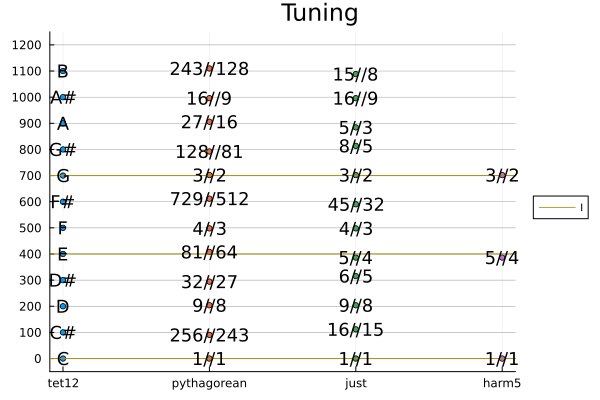 Tuning
1200
1100 B 243//128 15//8
1000 A# 16//9 16//9
900 A 27//16 5//3
800 G# 128//81 8//5
700 G 3//2 3//2 3//2
600 F# 729//512 45//32
500 F 4//3 4//3
400 E 81//64 5//4 5//4
300 D# 32//27 6//5
200 D 9//8 9//8
100 C# 256//243 16//15
0 C 1//1 1//1 1//1
tet12 pythagorean just harm5
I